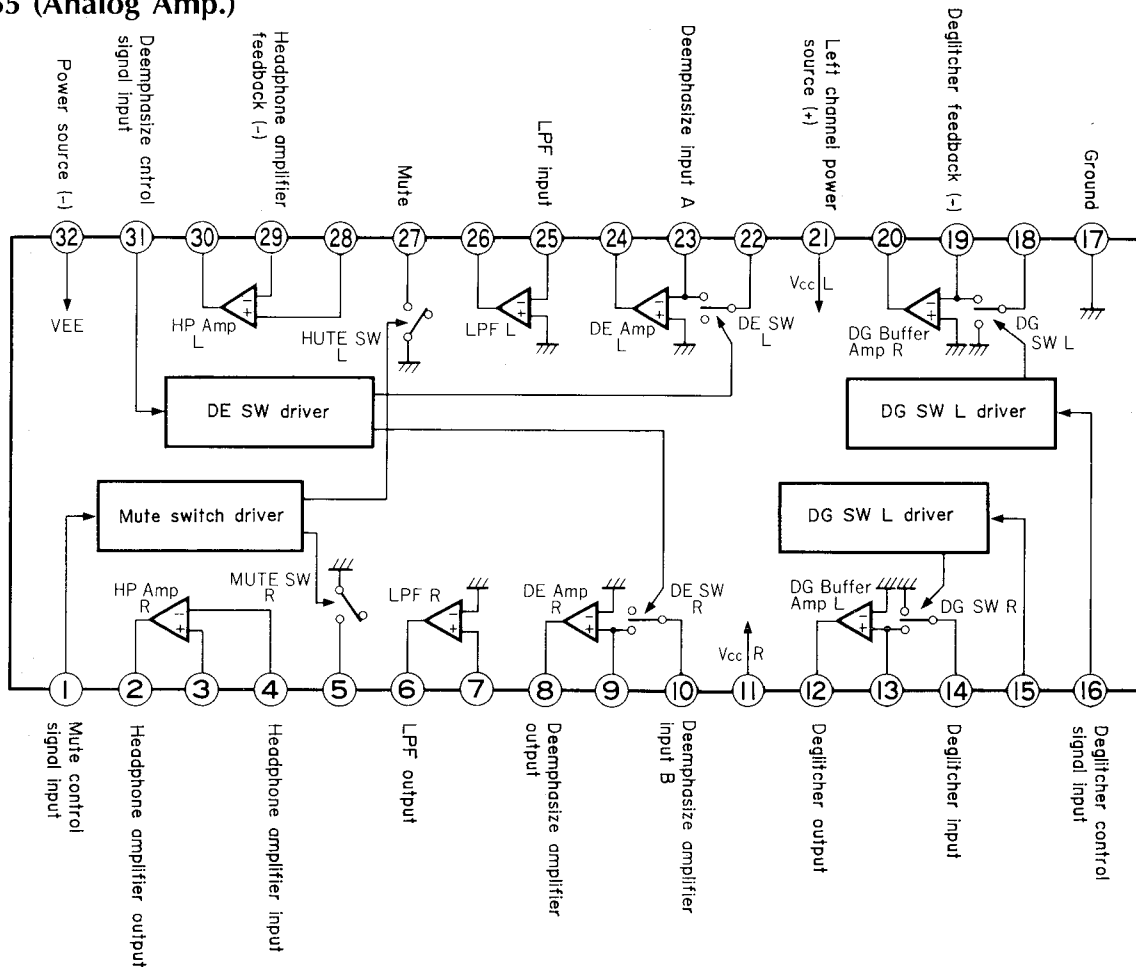 55 (Analog Amp.)
Power source (-)
Deemphasize cntrol
signal input
Headphone amplifier
feedback (-)
Mute
LPF input
Deemphasize input A
Left channel power
source (+)
Deglitcher feedback (-)
Ground
32 31 30 29 28 27 26 25 24 23 22 21 20 19 18 17
VEE
HP Amp
L
HUTE SW
L
LPF L
DE Amp
L
DE SW
L
Vcc L
DG Buffer
Amp R
DG
SW L
- +
- +
- +
- +
DE SW driver
DG SW L driver
Mute switch driver
DG SW L driver
HP Amp
R
MUTE SW
R
LPF R
DE Amp
R
DE SW
R
Vcc R
DG Buffer
Amp L
DG SW R
- +
- +
- +
- +
1 2 3 4 5 6 7 8 9 10 11 12 13 14 15 16
Mute control
signal input
Headphone amplifier output
Headphone amplifier input
LPF output
Deemphasize amplifier
output
Deemphasize amplifier
input B
Deglitcher output
Deglitcher input
Deglitcher control
signal input